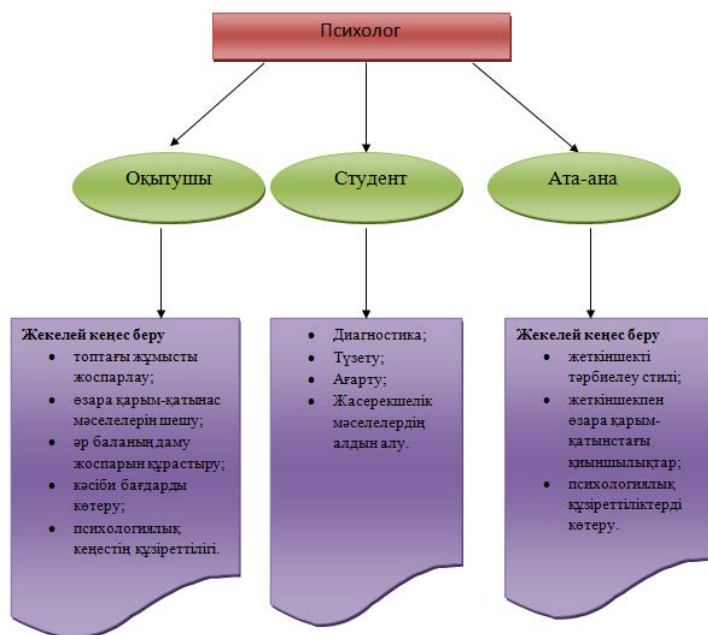 Психолог
Оқытушы
Студент
Ата-ана
Жекелей кеңес беру
• топтағы жұмысты
жоспарлау;
• өзара қарым-қатынас
мәселелерін шешу;
• әр баланың даму
жоспарын құрастыру;
• кәсіби бағдарды
көтеру;
• психологиялық
кеңестің құзіреттілігі.
• Диагностика;
• Түзету;
• Ағарту;
• Жасерекшелік
мәселелердің
алдын алу.
Жекелей кеңес беру
• жеткіншекті
тәрбиелеу стилі;
• жеткіншекпен
өзара қарым-
қатынстағы
қиыншылықтар;
• психологиялық
құзіреттіліктерді
көтеру.